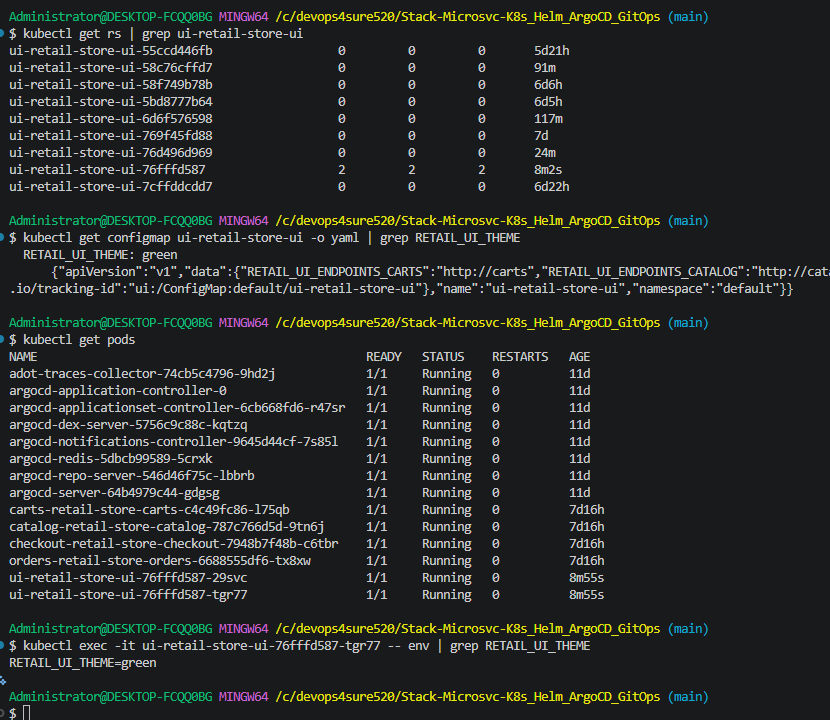 Administrator@DESKTOP-FCQQ0BG MINGW64 /c/devops4sure520/Stack-Microsvc-K8s_Helm_ArgoCD_GitOps (main)
$ kubectl get rs | grep ui-retail-store-ui
ui-retail-store-ui-55ccd446fb 0 0 0 5d21h
ui-retail-store-ui-58c76cffd7 0 0 0 91m
ui-retail-store-ui-58f749b78b 0 0 0 6d6h
ui-retail-store-ui-5bd8777b64 0 0 0 6d5h
ui-retail-store-ui-6d6f576598 0 0 0 117m
ui-retail-store-ui-769f45fd88 0 0 0 7d
ui-retail-store-ui-76d496d969 0 0 0 24m
ui-retail-store-ui-76fffd587 2 2 2 8m2s
ui-retail-store-ui-7cffddcdd7 0 0 0 6d22h
Administrator@DESKTOP-FCQQ0BG MINGW64 /c/devops4sure520/Stack-Microsvc-K8s_Helm_ArgoCD_GitOps (main)
$ kubectl get configmap ui-retail-store-ui -o yaml | grep RETAIL_UI_THEME
RETAIL_UI_THEME: green
{"apiVersion":"v1","data":{"RETAIL_UI_ENDPOINTS_CARTS":"http://carts","RETAIL_UI_ENDPOINTS_CATALOG":"http://cata
.io/tracking-id":"ui:/ConfigMap:default/ui-retail-store-ui"},"name":"ui-retail-store-ui","namespace":"default"}}
Administrator@DESKTOP-FCQQ0BG MINGW64 /c/devops4sure520/Stack-Microsvc-K8s_Helm_ArgoCD_GitOps (main)
$ kubectl get pods
NAME READY STATUS RESTARTS AGE
adot-traces-collector-74cb5c4796-9hd2j 1/1 Running 0 11d
argocd-application-controller-0 1/1 Running 0 11d
argocd-applicationset-controller-6cb668fd6-r47sr 1/1 Running 0 11d
argocd-dex-server-5756c9c88c-kqtzq 1/1 Running 0 11d
argocd-notifications-controller-9645d44cf-7s85l 1/1 Running 0 11d
argocd-redis-5dbcb99589-5crxk 1/1 Running 0 11d
argocd-repo-server-546d46f75c-lbbrb 1/1 Running 0 11d
argocd-server-64b4979c44-gdgsg 1/1 Running 0 11d
carts-retail-store-carts-c4c49fc86-l75qb 1/1 Running 0 7d16h
catalog-retail-store-catalog-787c766d5d-9tn6j 1/1 Running 0 7d16h
checkout-retail-store-checkout-7948b7f48b-c6tbr 1/1 Running 0 7d16h
orders-retail-store-orders-6688555df6-tx8xw 1/1 Running 0 7d16h
ui-retail-store-ui-76fffd587-29svc 1/1 Running 0 8m55s
ui-retail-store-ui-76fffd587-tgr77 1/1 Running 0 8m55s
Administrator@DESKTOP-FCQQ0BG MINGW64 /c/devops4sure520/Stack-Microsvc-K8s_Helm_ArgoCD_GitOps (main)
$ kubectl exec -it ui-retail-store-ui-76fffd587-tgr77 -- env | grep RETAIL_UI_THEME
RETAIL_UI_THEME=green
Administrator@DESKTOP-FCQQ0BG MINGW64 /c/devops4sure520/Stack-Microsvc-K8s_Helm_ArgoCD_GitOps (main)
$